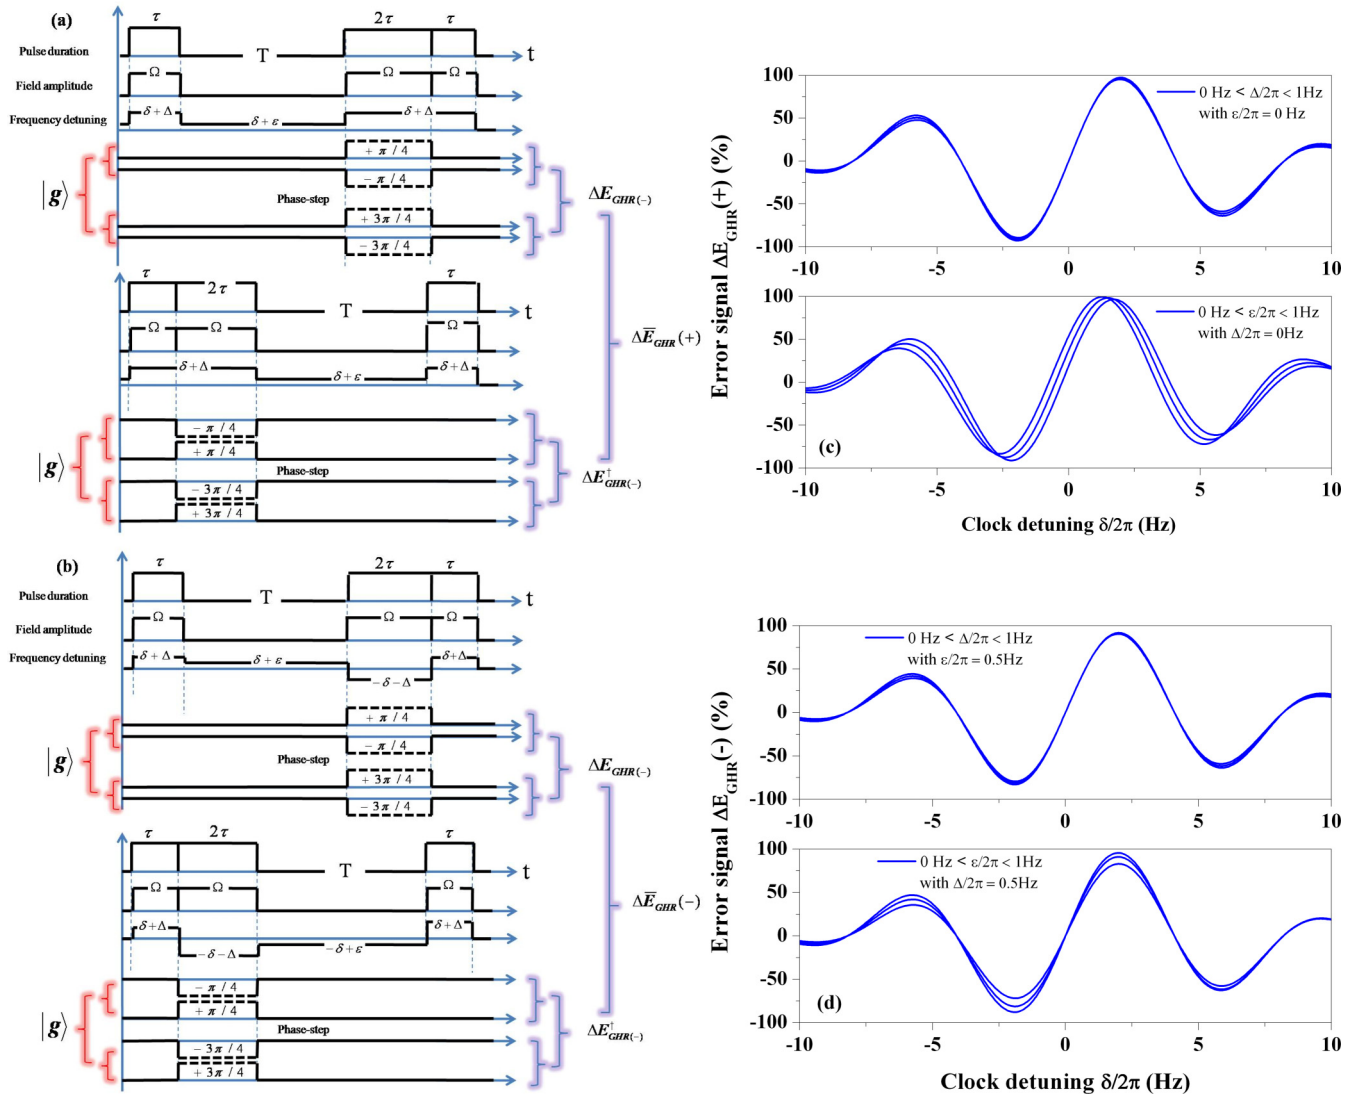 (a)
τ 2τ τ
Pulse duration T t
Field amplitude Ω Ω Ω
Frequency detuning δ+Δ δ+ε δ+Δ
+ π / 4
− π / 4
|g⟩ Phase-step ΔE_GHR(−)
+ 3π / 4
− 3π / 4
τ 2τ τ
T t
Ω Ω Ω
ΔE̅_GHR(+)
δ+Δ δ+ε δ+Δ
− π / 4
+ π / 4
|g⟩ Phase-step ΔE†_GHR(−)
− 3π / 4
+ 3π / 4
(b)
τ 2τ τ
Pulse duration T t
Field amplitude Ω Ω Ω
Frequency detuning δ+Δ δ+ε −δ−Δ δ+Δ
+ π / 4
− π / 4
|g⟩ Phase-step ΔE_GHR(−)
+ 3π / 4
− 3π / 4
τ 2τ τ
T t
Ω Ω Ω
ΔE̅_GHR(−)
δ+Δ −δ−Δ −δ+ε δ+Δ
− π / 4
+ π / 4
|g⟩ Phase-step ΔE†_GHR(−)
− 3π / 4
+ 3π / 4
Error signal ΔE_GHR(+) (%)
100
50
0
-50
-100
0 Hz < Δ/2π < 1Hz
with ε/2π = 0 Hz
-10 -5 0 5 10
100
50
0
-50
-100
0 Hz < ε/2π < 1Hz
with Δ/2π = 0Hz
(c)
-10 -5 0 5 10
Clock detuning δ/2π (Hz)
Error signal ΔE_GHR(-) (%)
100
50
0
-50
-100
0 Hz < Δ/2π < 1Hz
with ε/2π = 0.5Hz
-10 -5 0 5 10
100
50
0
-50
-100
0 Hz < ε/2π < 1Hz
with Δ/2π = 0.5Hz
(d)
-10 -5 0 5 10
Clock detuning δ/2π (Hz)